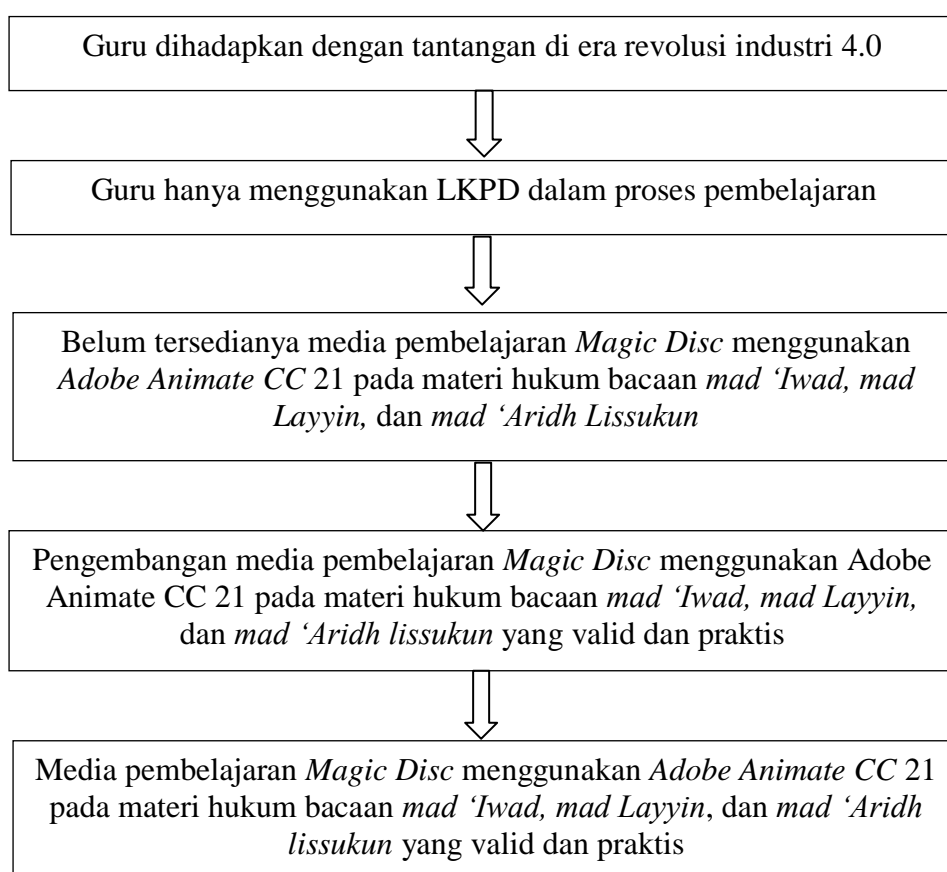 Guru dihadapkan dengan tantangan di era revolusi industri 4.0
Guru hanya menggunakan LKPD dalam proses pembelajaran
Belum tersedianya media pembelajaran Magic Disc menggunakan
Adobe Animate CC 21 pada materi hukum bacaan mad ‘Iwad, mad
Layyin, dan mad ‘Aridh Lissukun
Pengembangan media pembelajaran Magic Disc menggunakan Adobe
Animate CC 21 pada materi hukum bacaan mad ‘Iwad, mad Layyin,
dan mad ‘Aridh lissukun yang valid dan praktis
Media pembelajaran Magic Disc menggunakan Adobe Animate CC 21
pada materi hukum bacaan mad ‘Iwad, mad Layyin, dan mad ‘Aridh
lissukun yang valid dan praktis